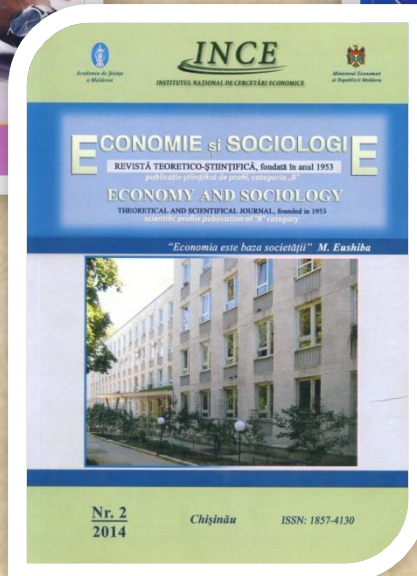 INCE
Academia de Științe
a Moldovei
INSTITUTUL NAȚIONAL DE CERCETĂRI ECONOMICE
Ministerul Economiei
al Republicii Moldova
ECONOMIE și SOCIOLOGIE
REVISTĂ TEORETICO-ȘTIINȚIFICĂ, fondată în anul 1953
publicație științifică de profil, categoria „B"
ECONOMY AND SOCIOLOGY
THEORETICAL AND SCIENTIFICAL JOURNAL, founded in 1953
scientific profile publication of "B" category
"Economia este baza societății" M. Eushiba
Nr. 2
2014
Chișinău
ISSN: 1857-4130